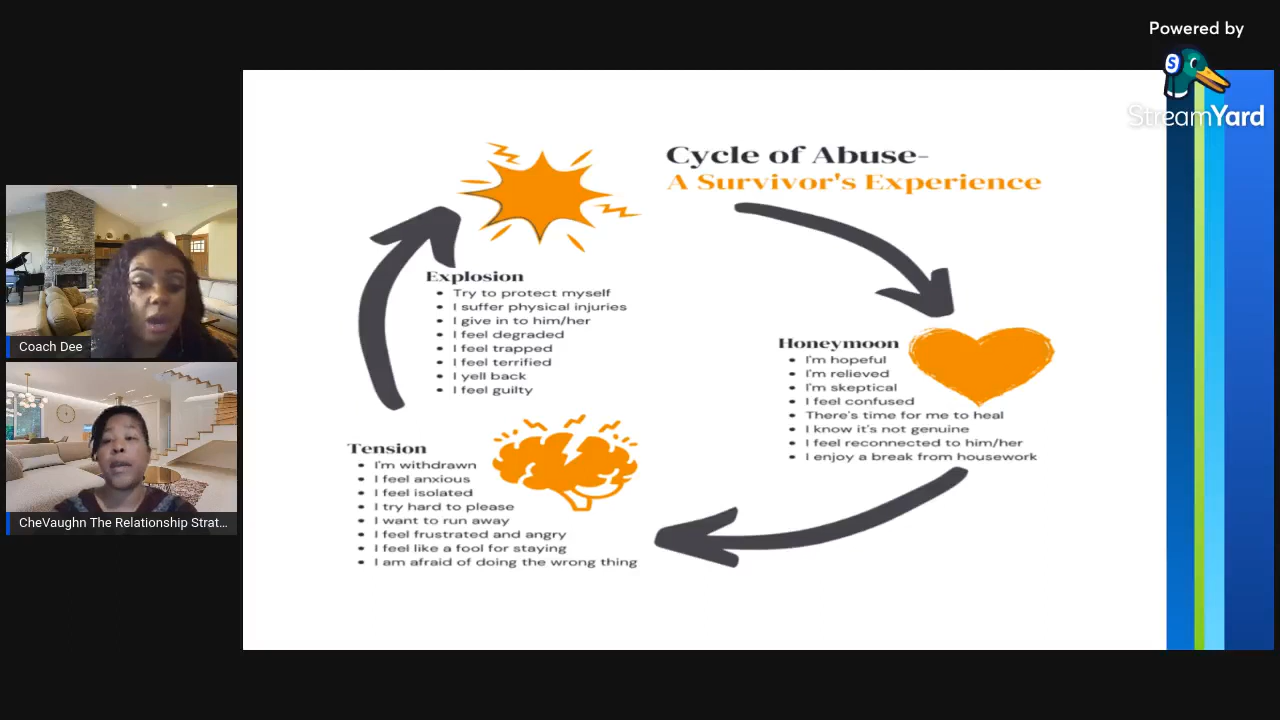 Powered by
S
StreamYard
Cycle of Abuse-
A Survivor's Experience
Explosion
• Try to protect myself
• I suffer physical injuries
• I give in to him/her
• I feel degraded
• I feel trapped
• I feel terrified
• I yell back
• I feel guilty
Honeymoon
• I'm hopeful
• I'm relieved
• I'm skeptical
• I feel confused
• There's time for me to heal
• I know it's not genuine
• I feel reconnected to him/her
• I enjoy a break from housework
Tension
• I'm withdrawn
• I feel anxious
• I feel isolated
• I try hard to please
• I want to run away
• I feel frustrated and angry
• I feel like a fool for staying
• I am afraid of doing the wrong thing
Coach Dee
CheVaughn The Relationship Strat...